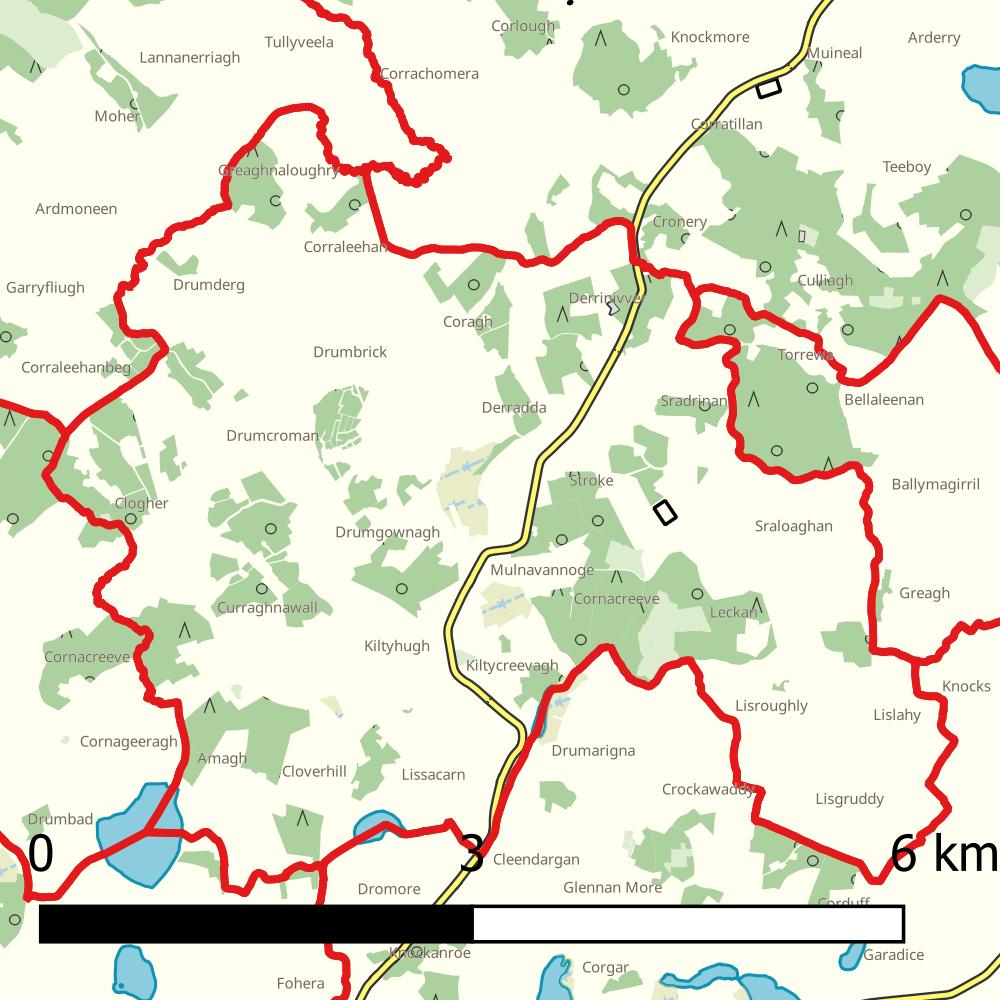 Corlough
Knockmore
Arderry
Tullyveela
Muineal
Lannanerriagh
Corrachomera
Moher
Corratillan
Teeboy
Greaghnaloughry
Ardmoneen
Cronery
Corraleehan
Culliagh
Garryfliugh
Drumderg
Derrinivver
Coragh
Drumbrick
Torrewa
Corraleehanbeg
Bellaleenan
Sradrinan
Derradda
Drumcroman
Stroke
Ballymagirril
Clogher
Sraloaghan
Drumgownagh
Mulnavannoge
Greagh
Cornacreeve
Curraghnawall
Leckan
Kiltyhugh
Cornacreeve
Kiltycreevagh
Knocks
Lisroughly
Lislahy
Cornageeragh
Drumarigna
Amagh
Cloverhill
Lissacarn
Crockawaddy
Lisgruddy
Drumbad
0
3
6 km
Cleendargan
Dromore
Glennan More
Corduff
Knockanroe
Garadice
Corgar
Fohera